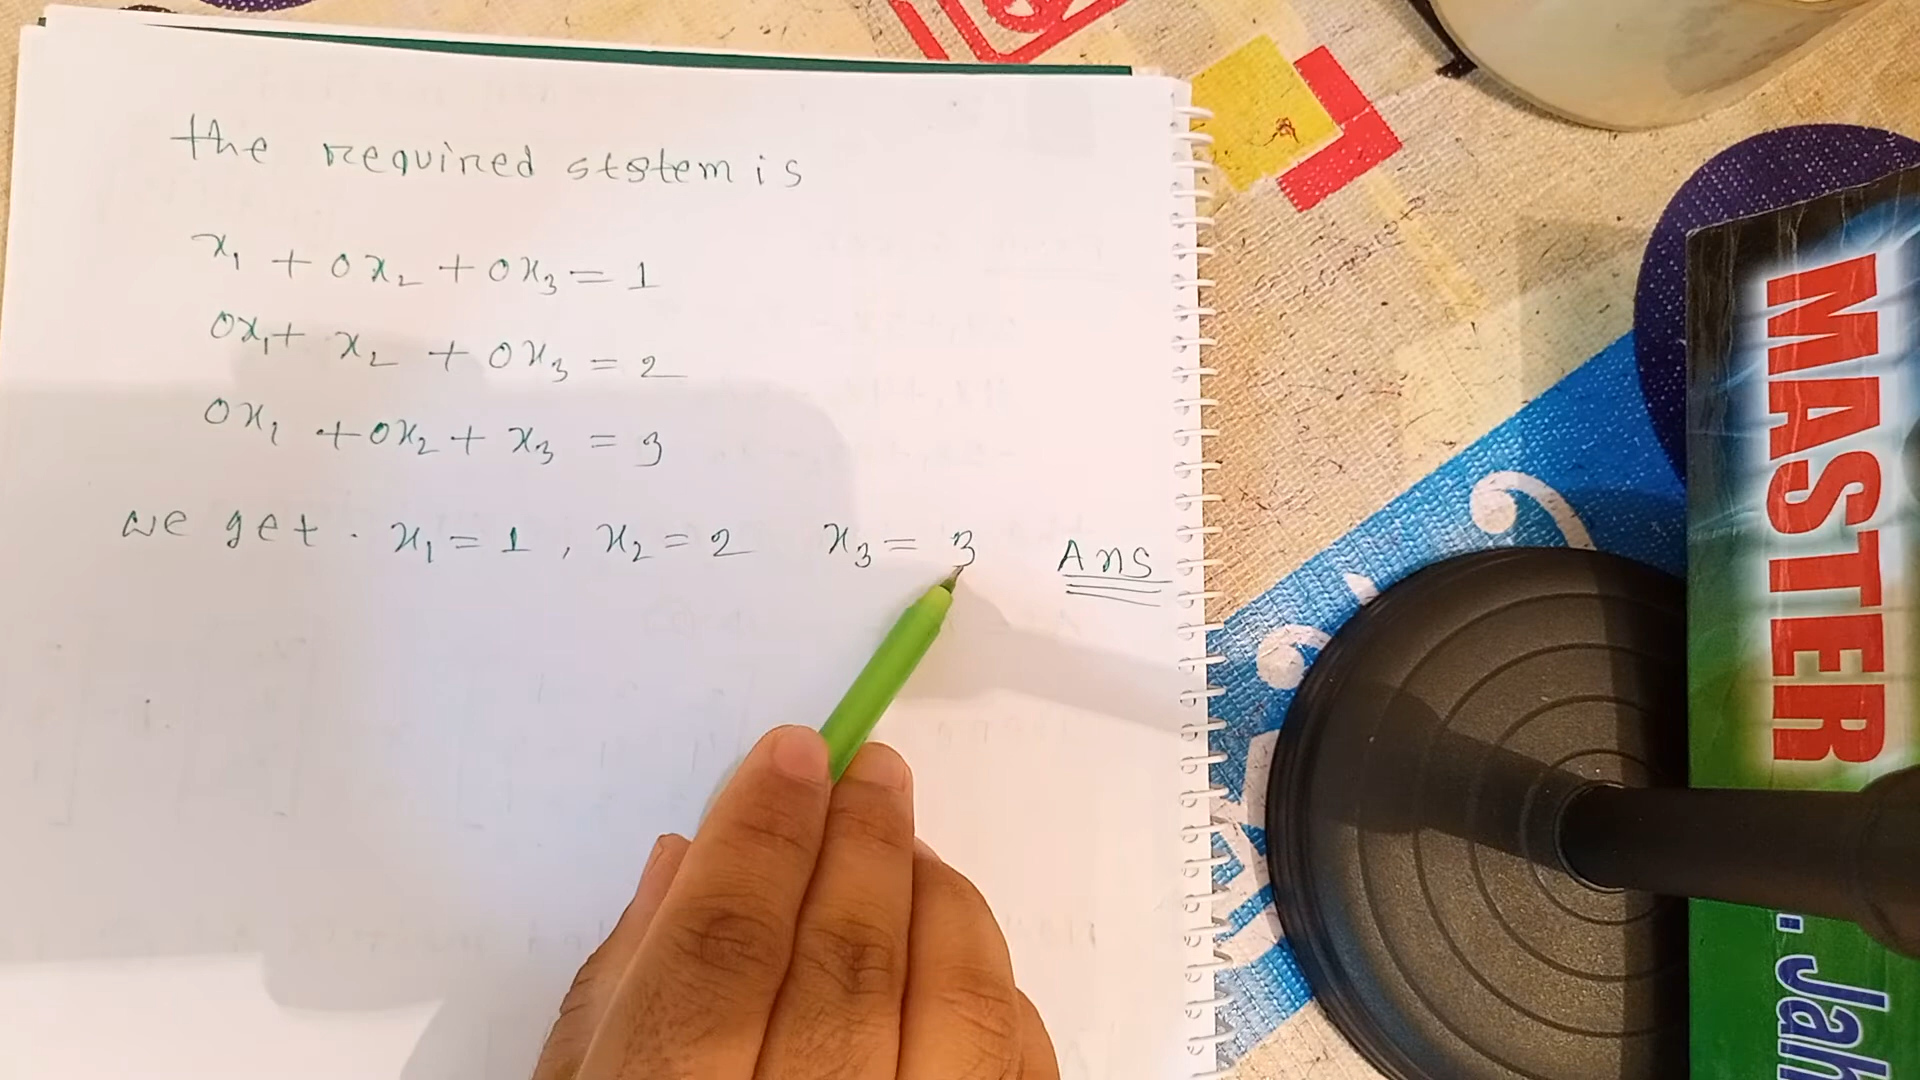 the required ststem is
x₁ + 0x₂ + 0x₃ = 1
0x₁ + x₂ + 0x₃ = 2
0x₁ + 0x₂ + x₃ = 3
we get . x₁ = 1 , x₂ = 2 x₃ = 3 Ans
MASTER
. Jah